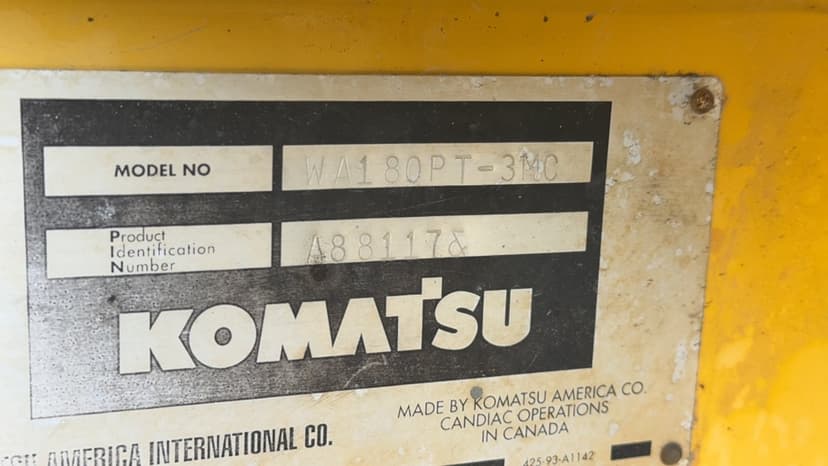 MODEL NO WA180PT-3MC
Product
Identification
Number
A88117&
KOMATSU
MADE BY KOMATSU AMERICA CO.
CANDIAC OPERATIONS
IN CANADA
AMERICA INTERNATIONAL CO.
425-93-A1142